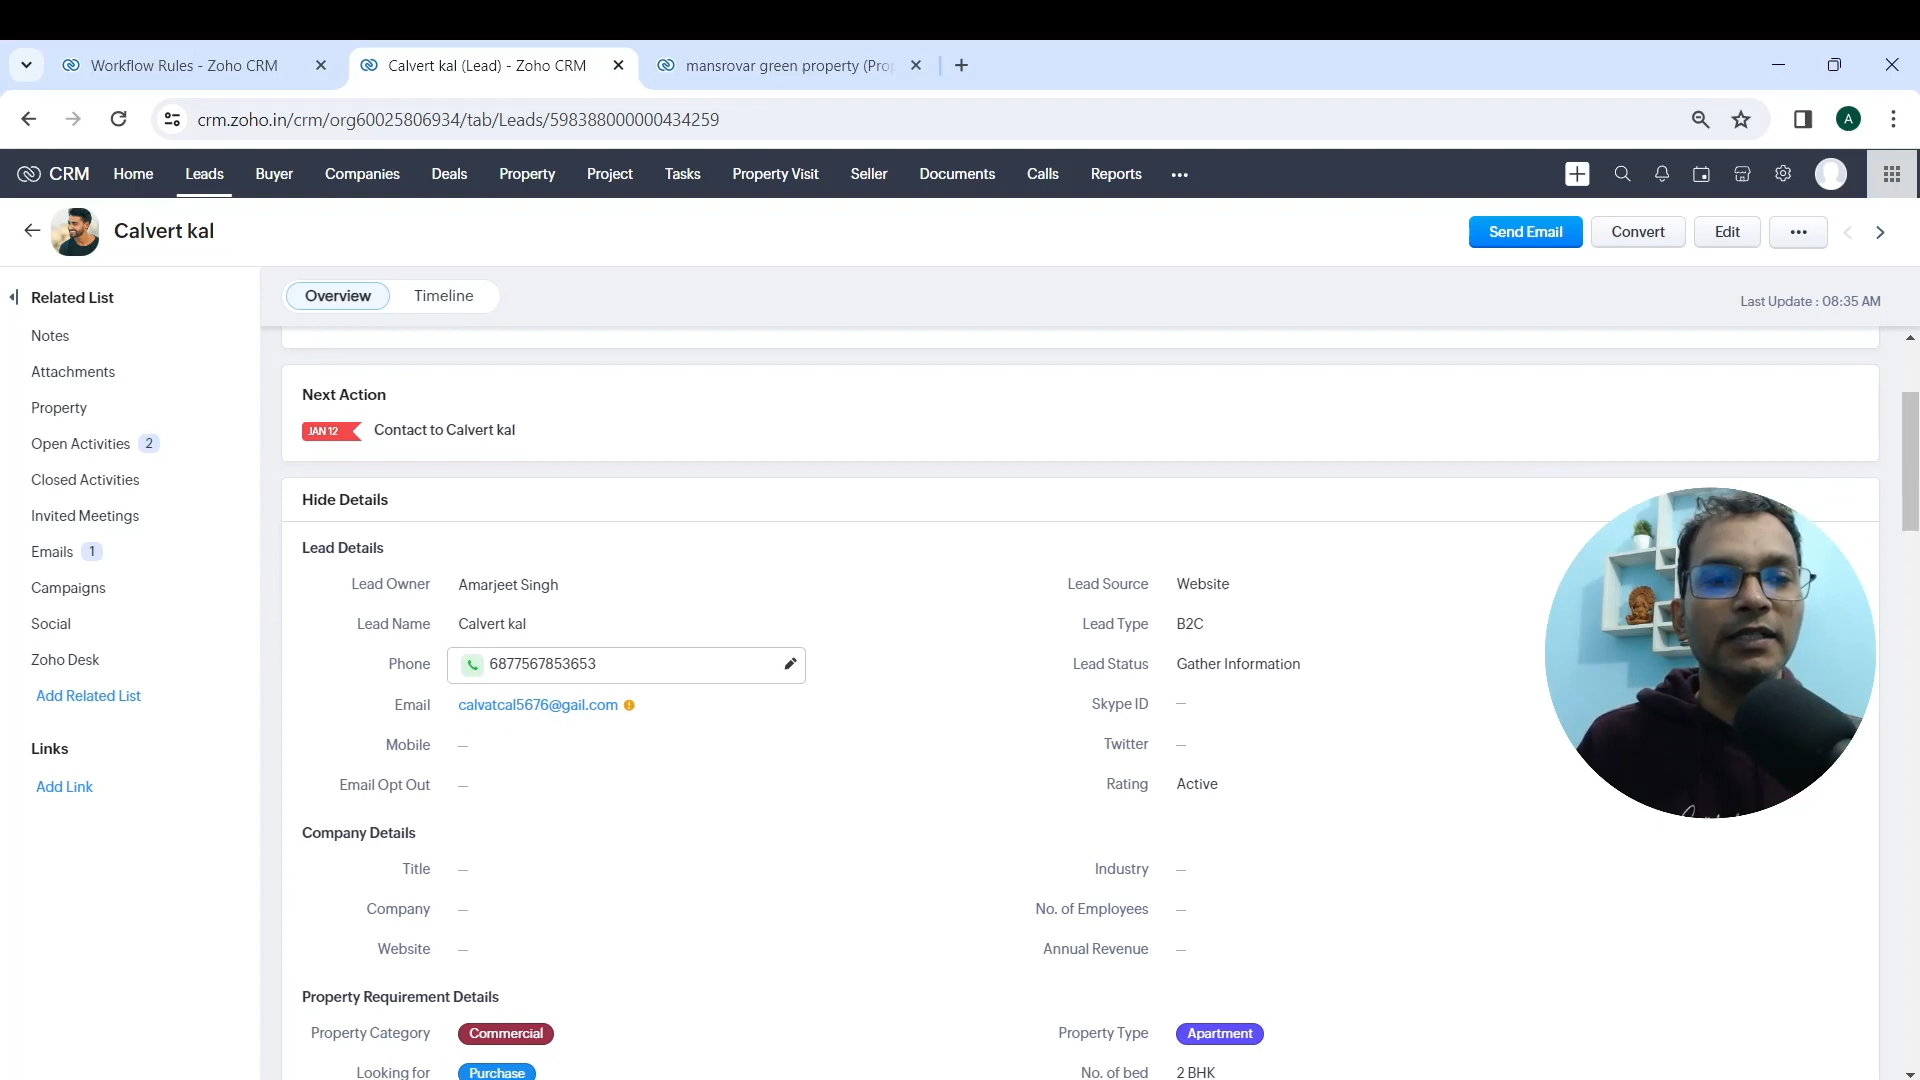 Workflow Rules - Zoho CRM
Calvert kal (Lead) - Zoho CRM
mansrovar green property (Pro
crm.zoho.in/crm/org60025806934/tab/Leads/598388000000434259
A
CRM Home Leads Buyer Companies Deals Property Project Tasks Property Visit Seller Documents Calls Reports
Calvert kal
Send Email Convert Edit
Related List
Notes
Attachments
Property
Open Activities 2
Closed Activities
Invited Meetings
Emails 1
Campaigns
Social
Zoho Desk
Add Related List
Links
Add Link
Overview Timeline
Last Update : 08:35 AM
Next Action
JAN 12 Contact to Calvert kal
Hide Details
Lead Details
Lead Owner Amarjeet Singh
Lead Source Website
Lead Name Calvert kal
Lead Type B2C
Phone 6877567853653
Lead Status Gather Information
Email calvatcal5676@gail.com
Skype ID —
Mobile —
Twitter —
Email Opt Out —
Rating Active
Company Details
Title —
Industry —
Company —
No. of Employees —
Website —
Annual Revenue —
Property Requirement Details
Property Category Commercial
Property Type Apartment
Looking for Purchase
No. of bed 2 BHK